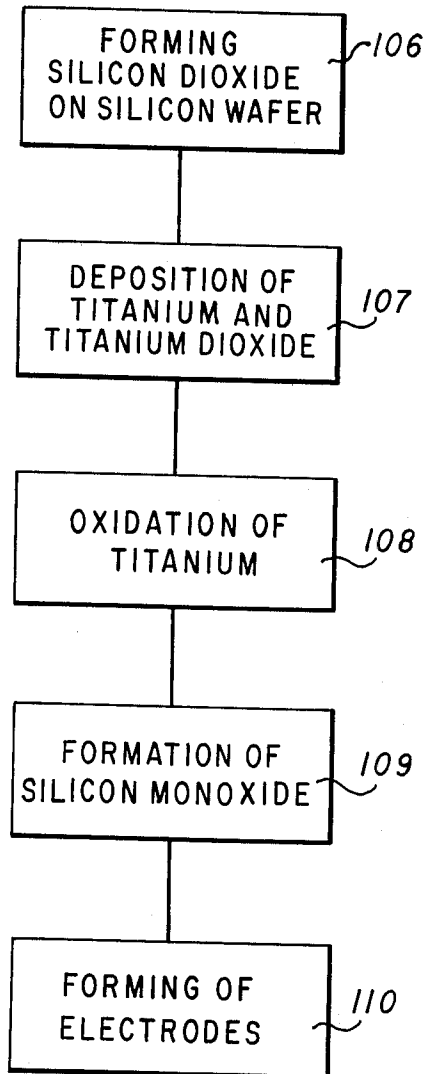 FORMING
SILICON DIOXIDE
ON SILICON WAFER
106
DEPOSITION OF
TITANIUM AND
TITANIUM DIOXIDE
107
OXIDATION OF
TITANIUM
108
FORMATION OF
SILICON MONOXIDE
109
FORMING OF
ELECTRODES
110